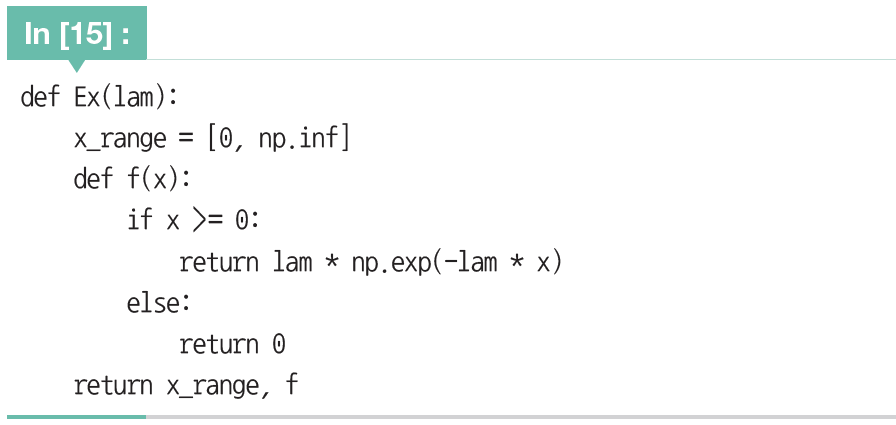 In [15] :
def Ex(lam):
    x_range = [0, np.inf]
    def f(x):
        if x >= 0:
            return lam * np.exp(-lam * x)
        else:
            return 0
    return x_range, f